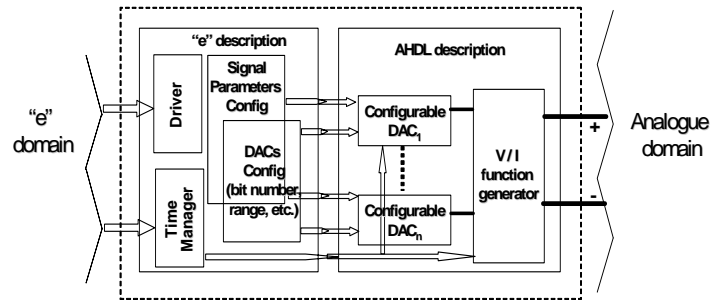 “e” description
AHDL description
Signal
Parameters
Config
Driver
“e”
domain
Configurable
DAC1
+
Analogue
domain
DACs
Config
(bit number,
range, etc.)
V / I
function
generator
-
Time
Manager
Configurable
DACn